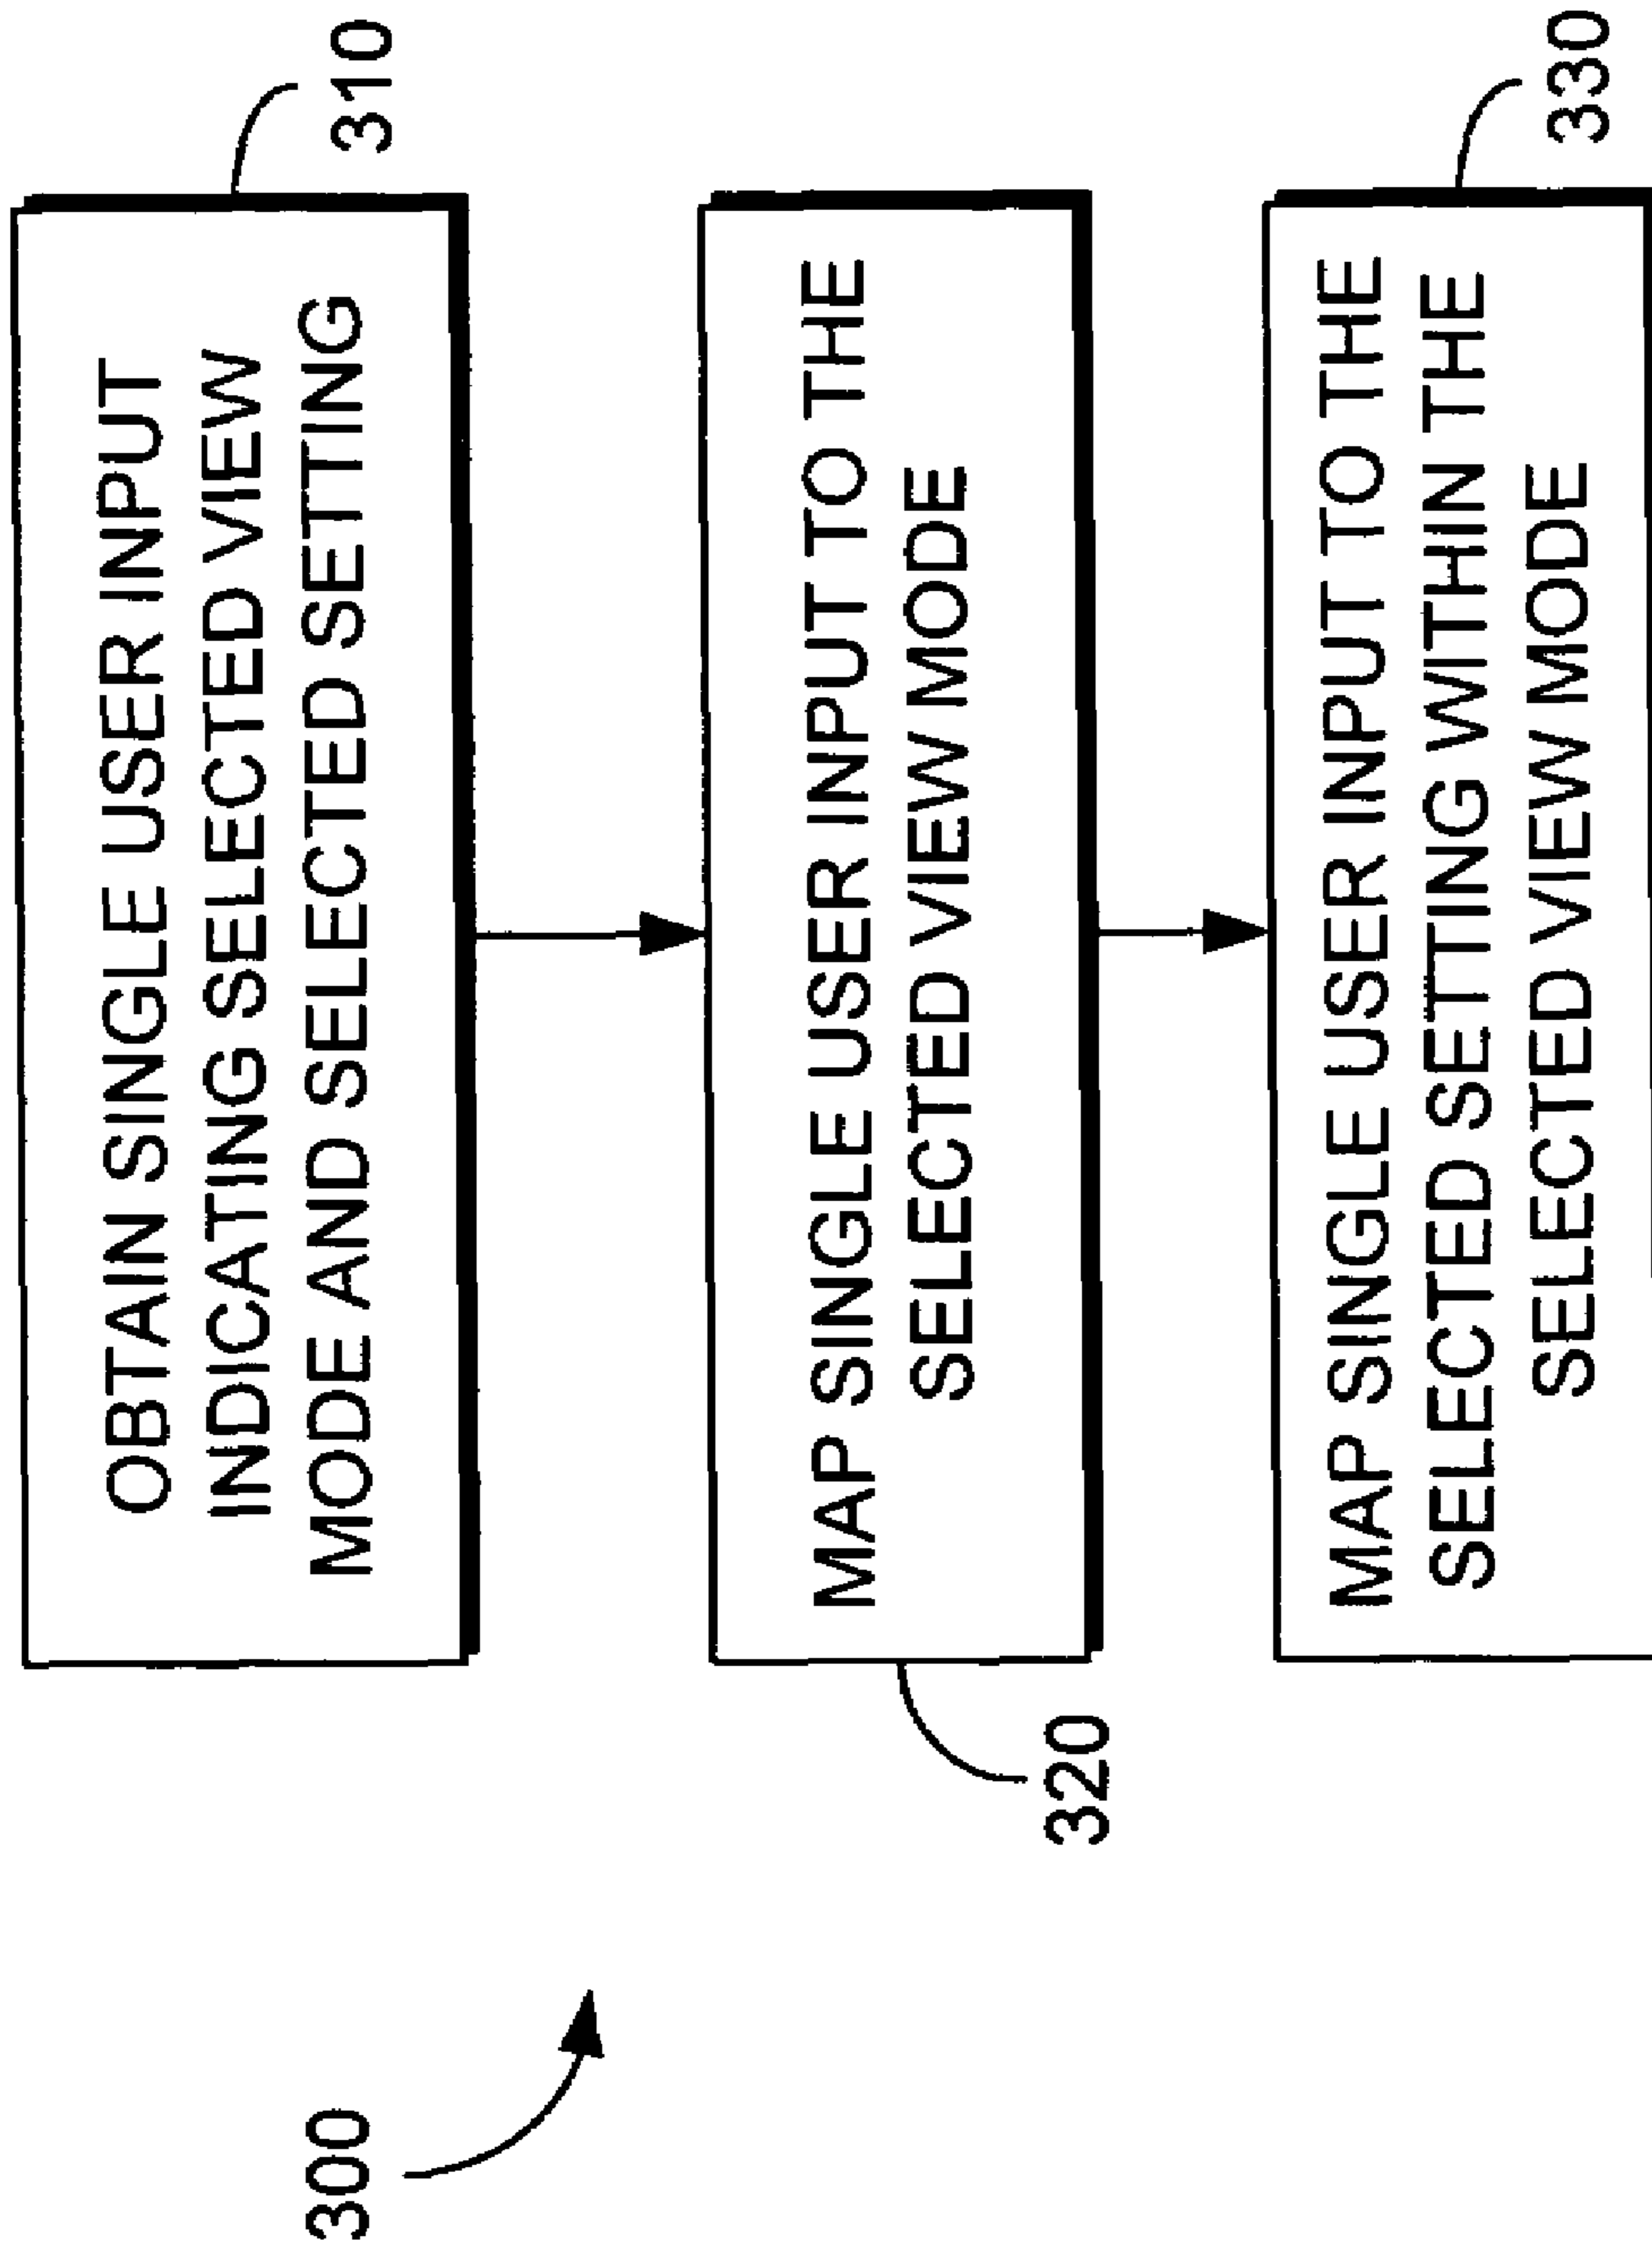 300
OBTAIN SINGLE USER INPUT
INDICATING SELECTED VIEW
MODE AND SELECTED SETTING
310
MAP SINGLE USER INPUT TO THE
SELECTED VIEW MODE
320
MAP SINGLE USER INPUT TO THE
SELECTED SETTING WITHIN THE
SELECTED VIEW MODE
330